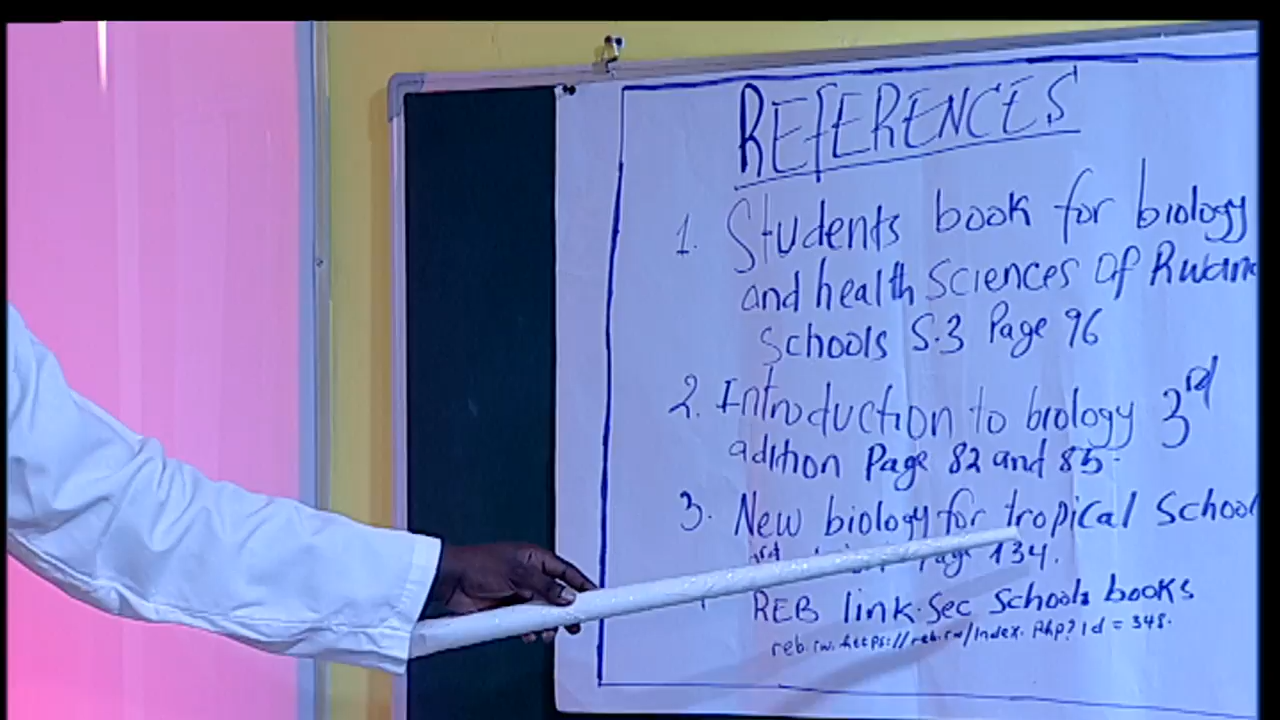 REFERENCES
1. Students book for biology
and health Sciences Of Rwan
Schools S.3 Page 96
2. Introduction to biology 3rd
adition Page 82 and 85.
3. New biology for tropical School
Page 134.
REB link. Sec Schools books
reb.rw.https://reb.rw/index.php?id=348.